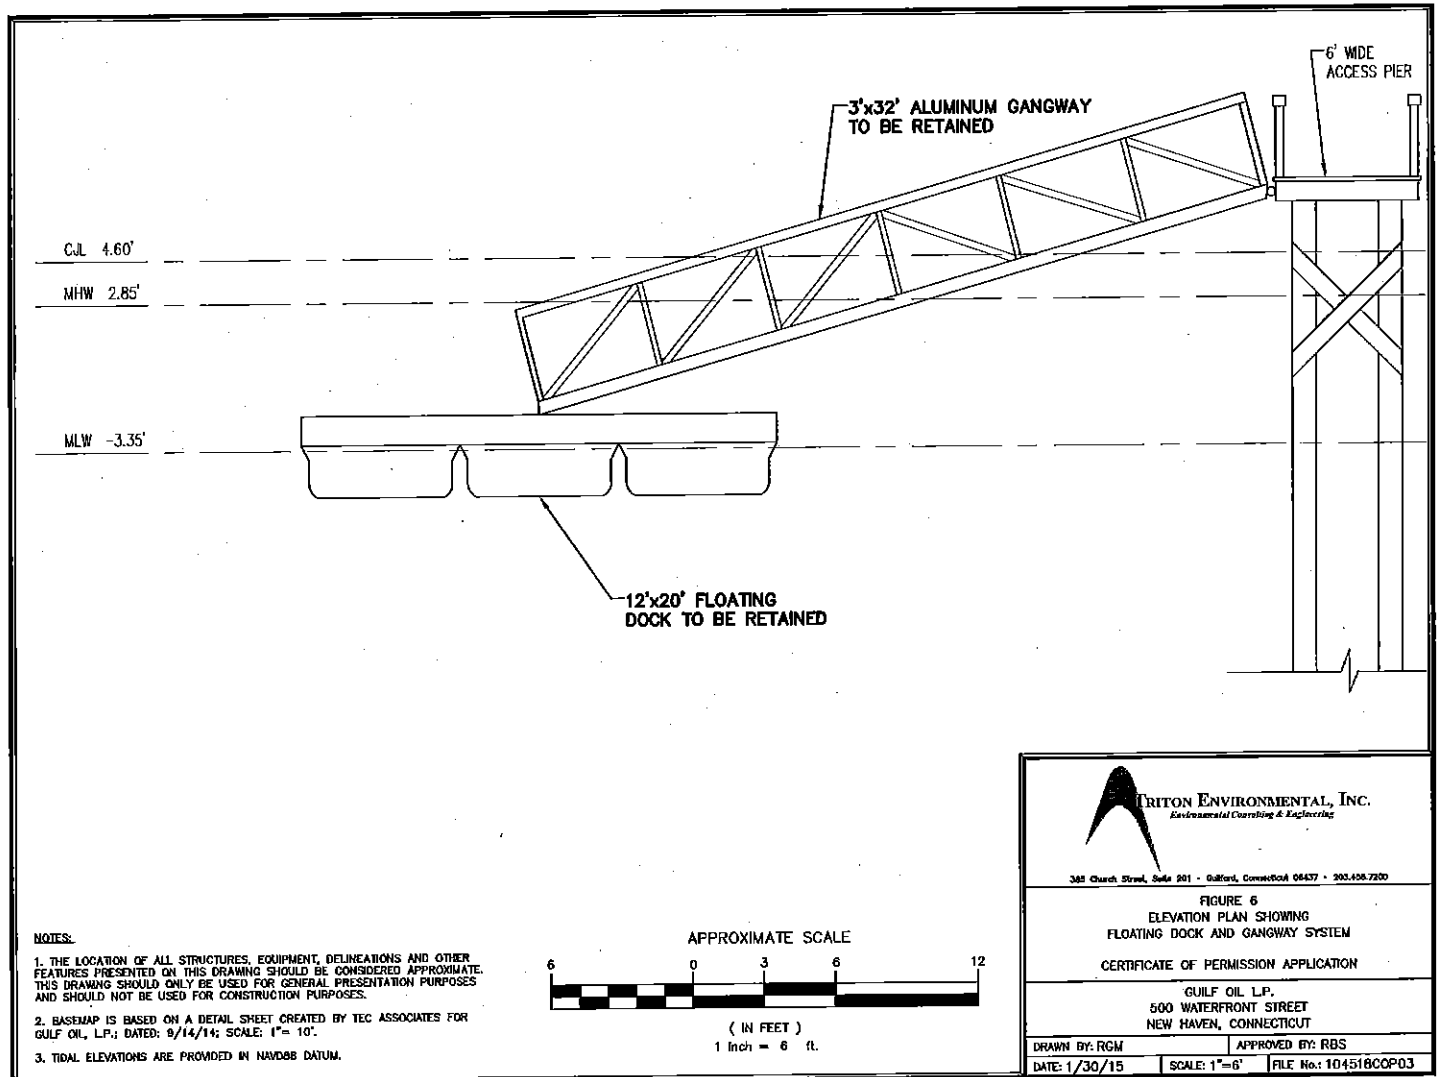 6' WIDE
ACCESS PIER
3'x32' ALUMINUM GANGWAY
TO BE RETAINED
CJL 4.60'
MHW 2.85'
MLW -3.35'
12'x20' FLOATING
DOCK TO BE RETAINED
TRITON ENVIRONMENTAL, INC.
Environmental Consulting & Engineering
385 Church Street, Suite 201 - Guilford, Connecticut 06437 - 203.458.7200
FIGURE 6
ELEVATION PLAN SHOWING
FLOATING DOCK AND GANGWAY SYSTEM
CERTIFICATE OF PERMISSION APPLICATION
GULF OIL L.P.
500 WATERFRONT STREET
NEW HAVEN, CONNECTICUT
DRAWN BY: RGM APPROVED BY: RBS
DATE: 1/30/15 SCALE: 1"=6' FILE No.: 104518COP03
NOTES:
1. THE LOCATION OF ALL STRUCTURES, EQUIPMENT, DELINEATIONS AND OTHER
FEATURES PRESENTED ON THIS DRAWING SHOULD BE CONSIDERED APPROXIMATE.
THIS DRAWING SHOULD ONLY BE USED FOR GENERAL PRESENTATION PURPOSES
AND SHOULD NOT BE USED FOR CONSTRUCTION PURPOSES.
2. BASEMAP IS BASED ON A DETAIL SHEET CREATED BY TEC ASSOCIATES FOR
GULF OIL, L.P.; DATED: 9/14/14; SCALE: 1"= 10'.
3. TIDAL ELEVATIONS ARE PROVIDED IN NAVD88 DATUM.
APPROXIMATE SCALE
6 0 3 6 12
( IN FEET )
1 inch = 6 ft.